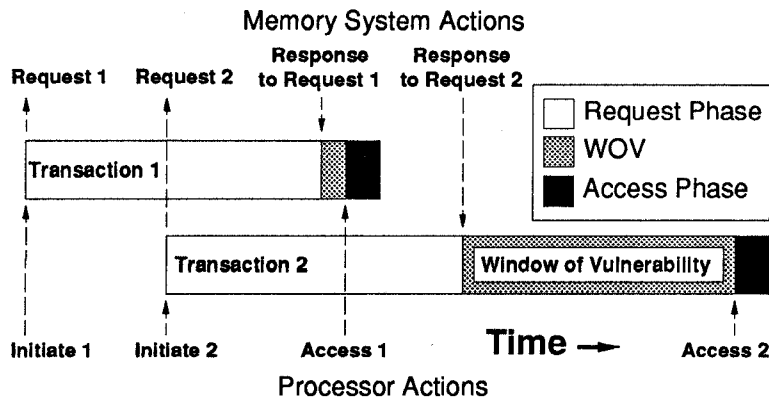 Memory System Actions
Request 1 Request 2 Response to Request 1 Response to Request 2
Request Phase
WOV
Access Phase
Transaction 1
Transaction 2 Window of Vulnerability
Initiate 1 Initiate 2 Access 1 Time Access 2
Processor Actions